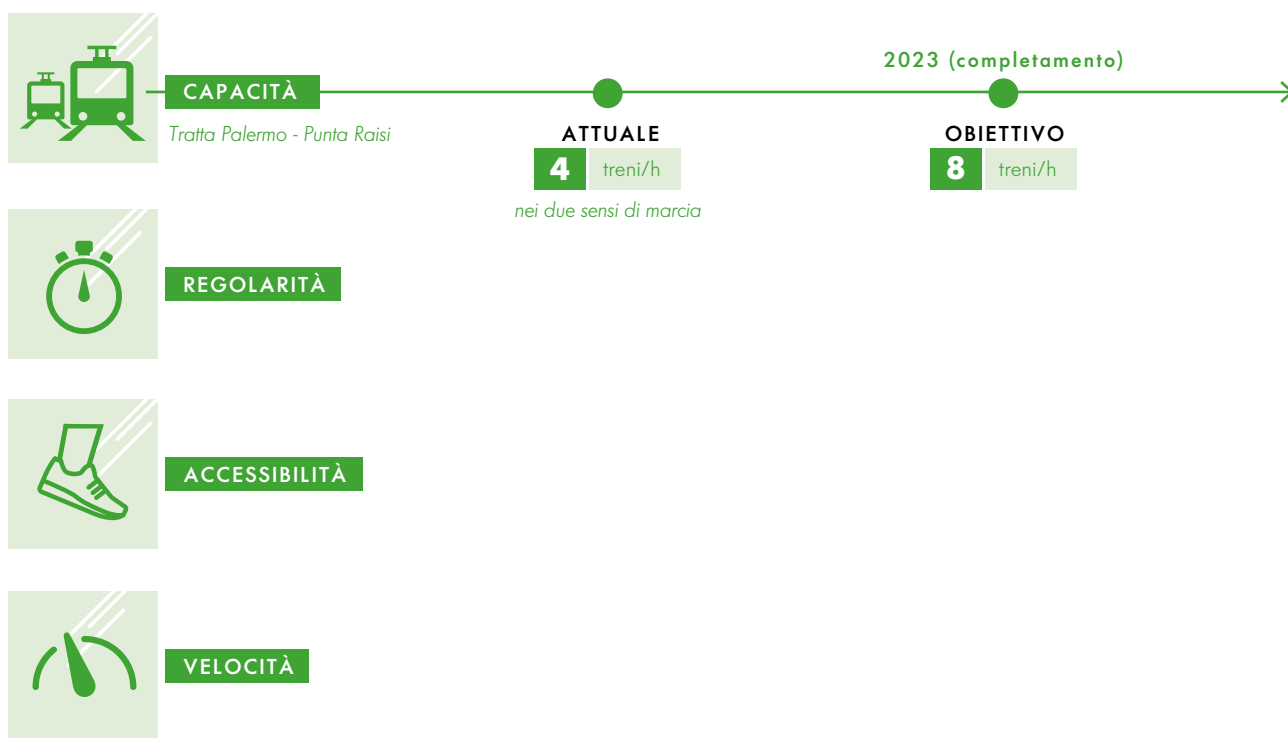 2023 (completamento)
CAPACITÀ
Tratta Palermo - Punta Raisi
ATTUALE
OBIETTIVO
4 treni/h
8 treni/h
nei due sensi di marcia
REGOLARITÀ
ACCESSIBILITÀ
VELOCITÀ